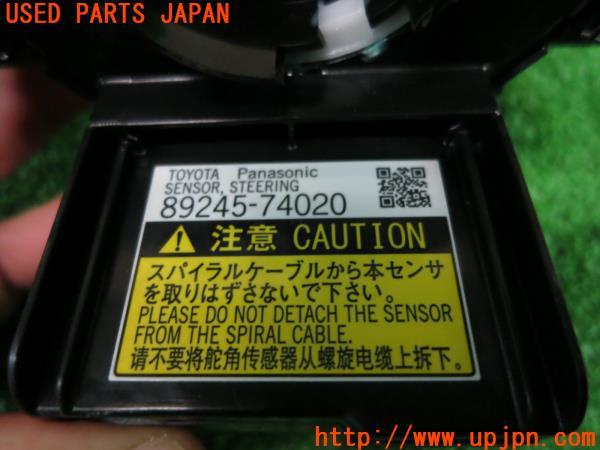 USED PARTS JAPAN
TOYOTA Panasonic
SENSOR, STEERING
89245-74020
注意 CAUTION
スパイラルケーブルから本センサ
を取りはずさないで下さい。
PLEASE DO NOT DETACH THE SENSOR
FROM THE SPIRAL CABLE.
请不要将舵角传感器从螺旋电缆上拆下。
http://www.upjpn.com/